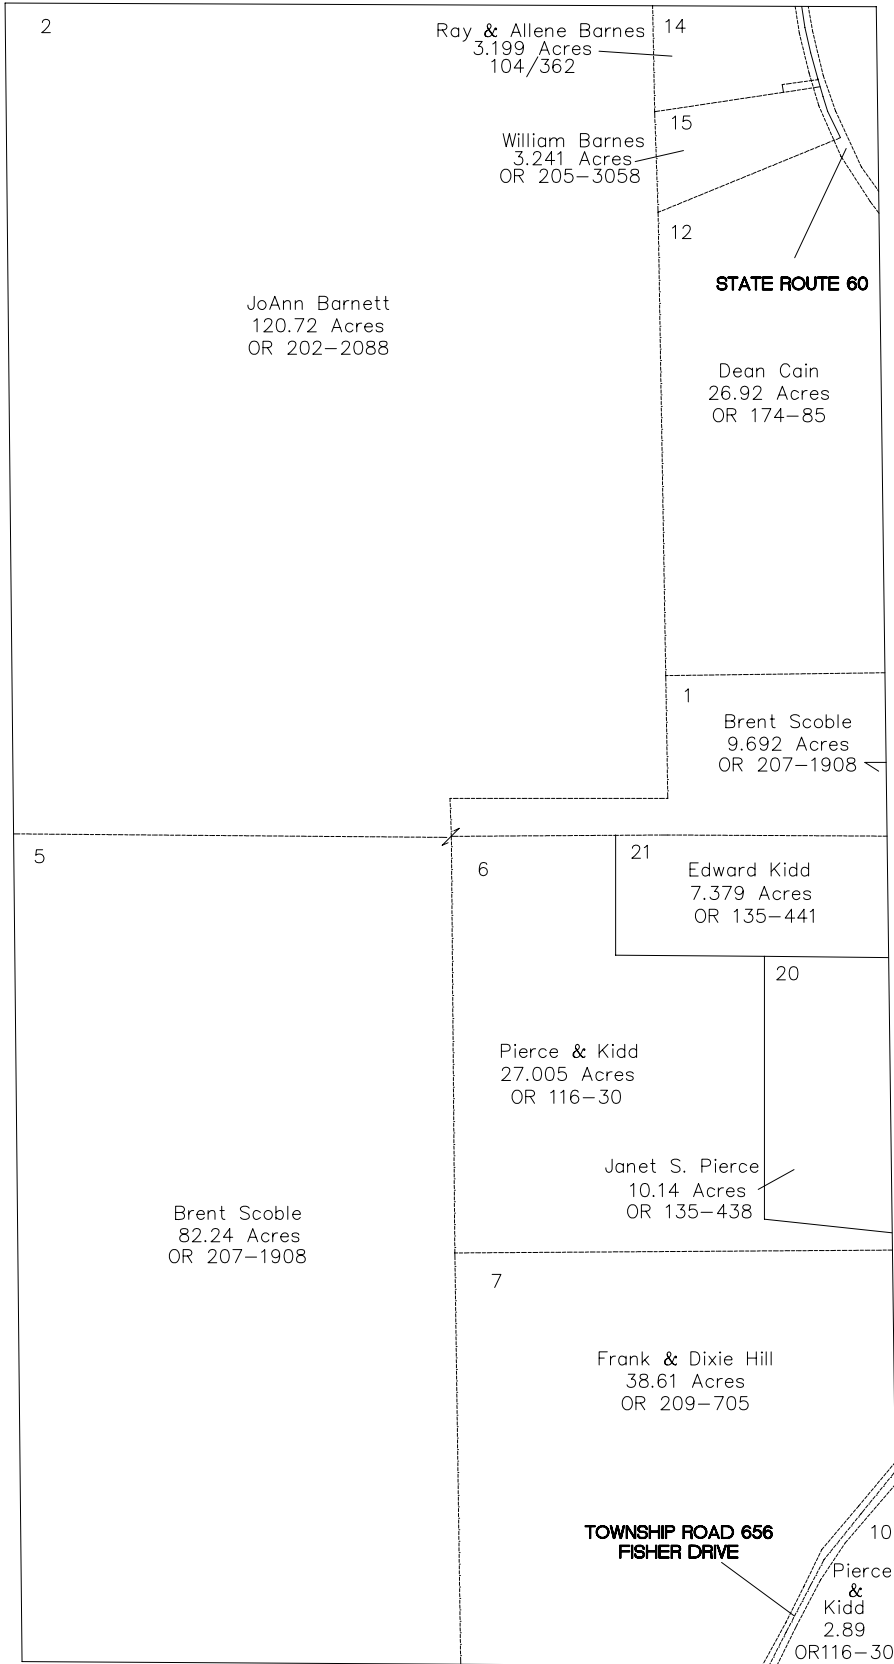 2
Ray & Allene Barnes
3.199 Acres
104/362
14
15
William Barnes
3.241 Acres
OR 205-3058
12
STATE ROUTE 60
JoAnn Barnett
120.72 Acres
OR 202-2088
Dean Cain
26.92 Acres
OR 174-85
1
Brent Scoble
9.692 Acres
OR 207-1908
5
6
21
Edward Kidd
7.379 Acres
OR 135-441
20
Pierce & Kidd
27.005 Acres
OR 116-30
Janet S. Pierce
10.14 Acres
OR 135-438
Brent Scoble
82.24 Acres
OR 207-1908
7
Frank & Dixie Hill
38.61 Acres
OR 209-705
TOWNSHIP ROAD 656
FISHER DRIVE
10
Pierce
&
Kidd
2.89
OR116-30